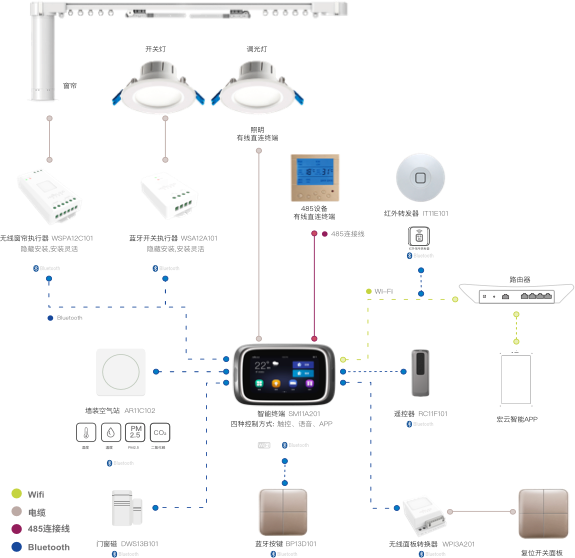 开关灯
调光灯
窗帘
照明
有线直连终端
485设备
有线直连终端
红外转发器 IT11E101
无线窗帘执行器 WSPA12C101
隐藏安装,安装灵活
蓝牙开关执行器 WSA12A101
隐藏安装,安装灵活
485连接线
Bluetooth
Bluetooth
Bluetooth
路由器
Wi-Fi
Bluetooth
22°
墙装空气站 AR11C102
PM
2.5
CO₂
温度
湿度
PM2.5
二氧化碳
Bluetooth
智能终端 SM11A201
四种控制方式：触控、语音、APP
WiFi
Bluetooth
遥控器 RC11F101
Bluetooth
宏云智能APP
Wifi
电缆
485连接线
Bluetooth
门窗磁 DWS13B101
Bluetooth
蓝牙按键 BP13D101
Bluetooth
无线面板转换器 WPI3A201
Bluetooth
复位开关面板